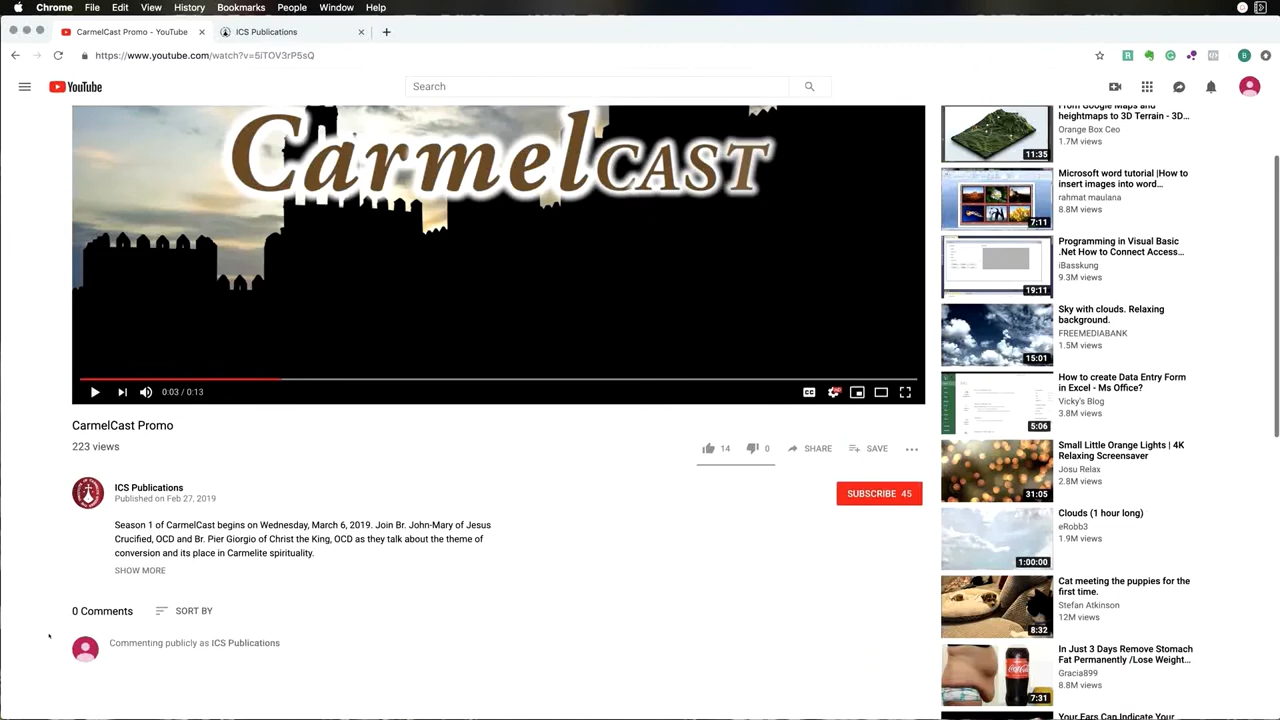 Chrome File Edit View History Bookmarks People Window Help
CarmelCast Promo - YouTube
ICS Publications
https://www.youtube.com/watch?v=5iTOV3rP5sQ
YouTube
Search
CarmelCAST
0:03 / 0:13
CarmelCast Promo
223 views
14
0
SHARE
SAVE
ICS Publications
Published on Feb 27, 2019
SUBSCRIBE 45
Season 1 of CarmelCast begins on Wednesday, March 6, 2019. Join Br. John-Mary of Jesus
Crucified, OCD and Br. Pier Giorgio of Christ the King, OCD as they talk about the theme of
conversion and its place in Carmelite spirituality.
SHOW MORE
0 Comments
SORT BY
Commenting publicly as ICS Publications
From Google Maps and
heightmaps to 3D Terrain - 3D...
Orange Box Ceo
1.7M views
11:35
Microsoft word tutorial |How to
insert images into word...
rahmat maulana
8.8M views
7:11
Programming in Visual Basic
.Net How to Connect Access...
iBasskung
9.3M views
19:11
Sky with clouds. Relaxing
background.
FREEMEDIABANK
1.5M views
15:01
How to create Data Entry Form
in Excel - Ms Office?
Vicky's Blog
3.8M views
5:06
Small Little Orange Lights | 4K
Relaxing Screensaver
Josu Relax
2.8M views
31:05
Clouds (1 hour long)
eRobb3
1.9M views
1:00:00
Cat meeting the puppies for the
first time.
Stefan Atkinson
12M views
8:32
In Just 3 Days Remove Stomach
Fat Permanently /Lose Weight...
Gracia899
8.8M views
7:31
Your Ears Can Indicate Your